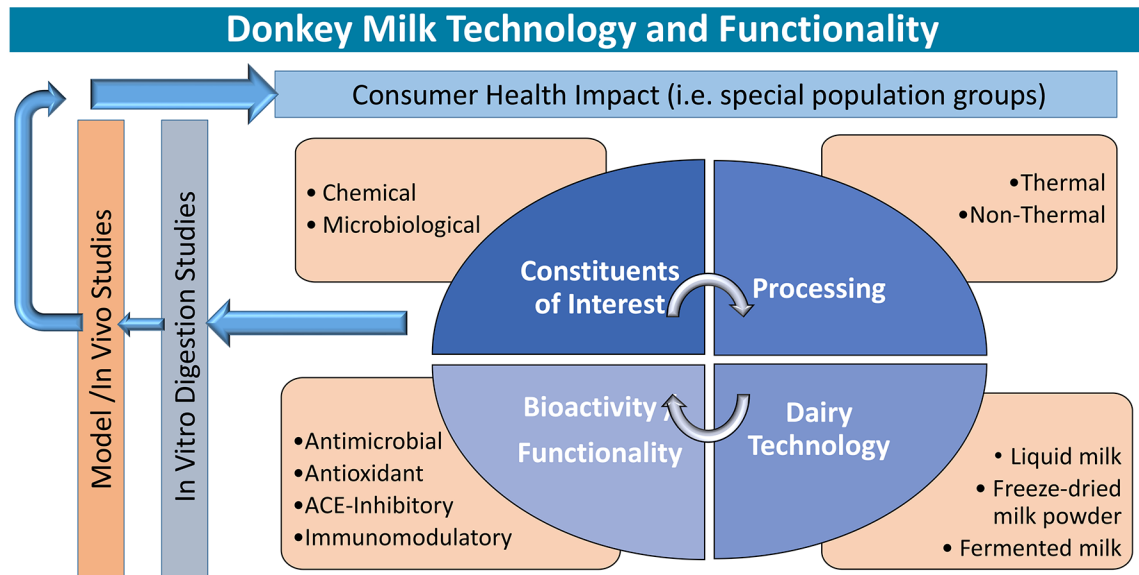 Donkey Milk Technology and Functionality
Consumer Health Impact (i.e. special population groups)
Model /In Vivo Studies
In Vitro Digestion Studies
• Chemical
• Microbiological
Constituents
of Interest
•Thermal
•Non-Thermal
Processing
•Antimicrobial
•Antioxidant
•ACE-Inhibitory
•Immunomodulatory
Bioactivity /
Functionality
Dairy
Technology
• Liquid milk
• Freeze-dried
milk powder
• Fermented milk